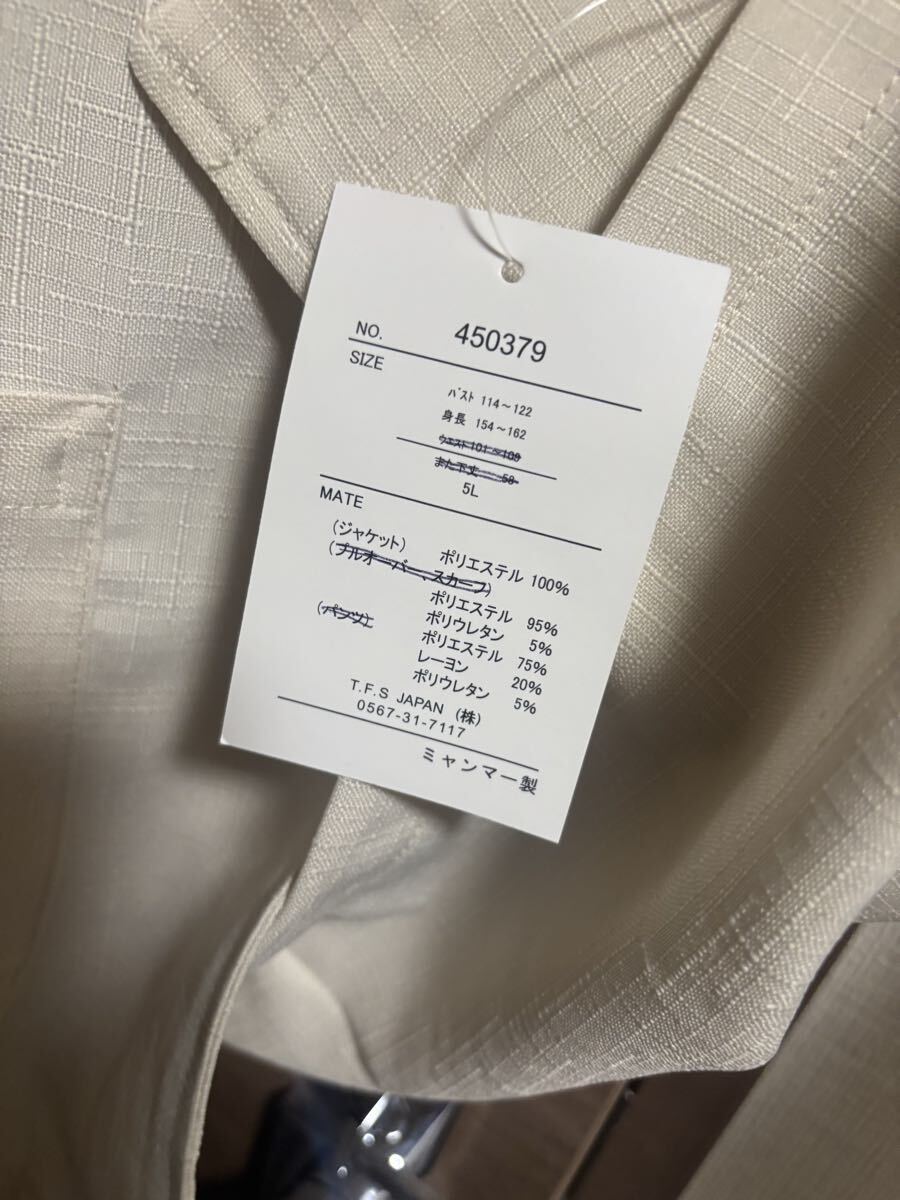 NO. 450379
SIZE
バスト 114～122
身長 154～162
ウエスト101～109
また下丈 58
5L
MATE
(ジャケット) ポリエステル 100%
(プルオーバー、スカーフ)
ポリエステル 95%
ポリウレタン 5%
(パンツ) ポリエステル 75%
レーヨン 20%
ポリウレタン 5%
T.F.S JAPAN (株)
0567-31-7117
ミャンマー製